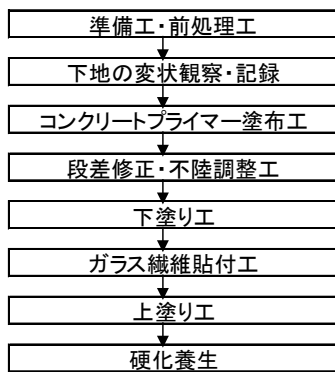 準備工・前処理工
下地の変状観察・記録
コンクリートプライマー塗布工
段差修正・不陸調整工
下塗り工
ガラス繊維貼付工
上塗り工
硬化養生